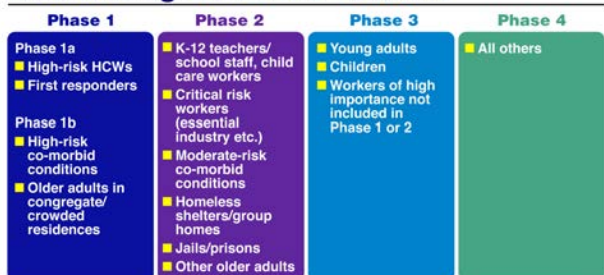 Phase 1
Phase 2
Phase 3
Phase 4
Phase 1a
High-risk HCWs
First responders
Phase 1b
High-risk
co-morbid
conditions
Older adults in
congregate/
crowded
residences
K-12 teachers/
school staff, child
care workers
Critical risk
workers
(essential
industry etc.)
Moderate-risk
co-morbid
conditions
Homeless
shelters/group
homes
Jails/prisons
Other older adults
Young adults
Children
Workers of high
importance not
included in
Phase 1 or 2
All others